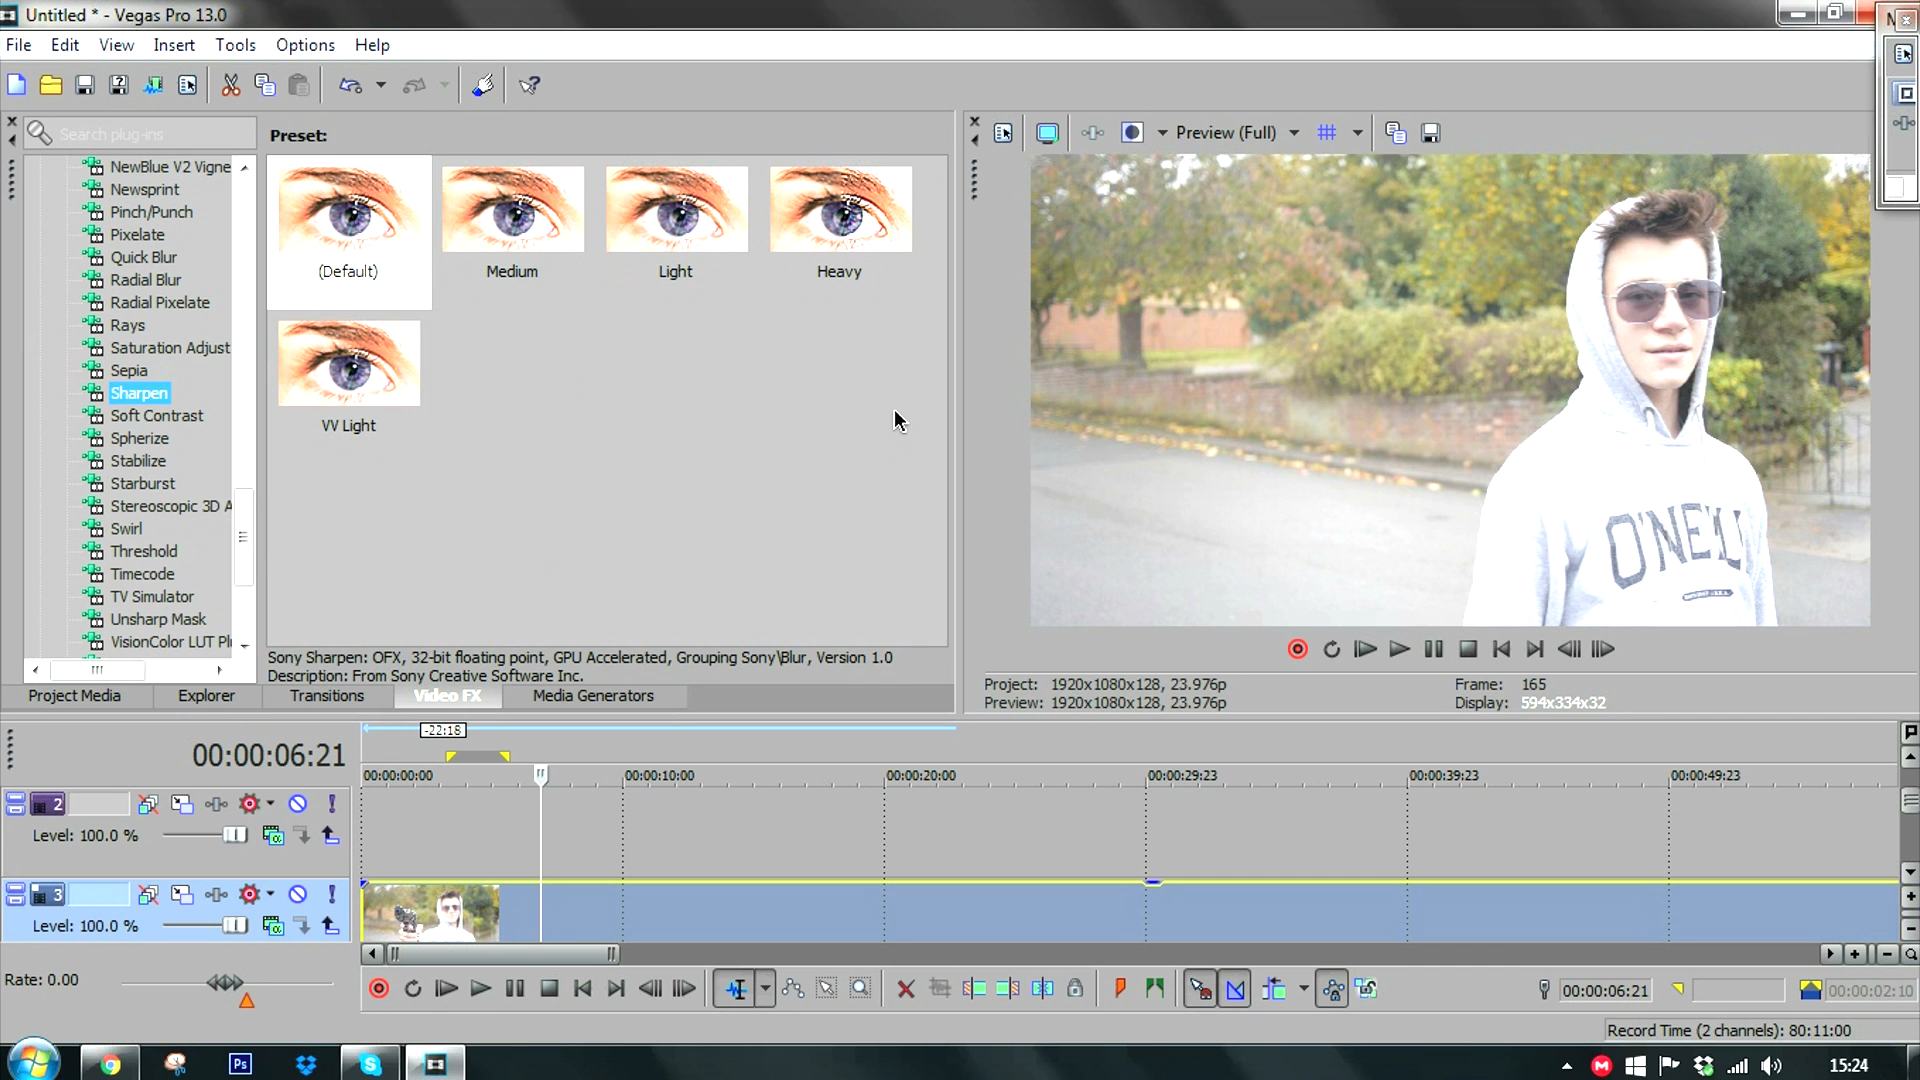 Untitled * - Vegas Pro 13.0
File Edit View Insert Tools Options Help
Search plug-ins
Preset:
NewBlue V2 Vigne
Newsprint
Pinch/Punch
Pixelate
Quick Blur
Radial Blur
Radial Pixelate
Rays
Saturation Adjust
Sepia
Sharpen
Soft Contrast
Spherize
Stabilize
Starburst
Stereoscopic 3D A
Swirl
Threshold
Timecode
TV Simulator
Unsharp Mask
VisionColor LUT Pl
(Default) Medium Light Heavy
VV Light
Sony Sharpen: OFX, 32-bit floating point, GPU Accelerated, Grouping Sony\Blur, Version 1.0
Description: From Sony Creative Software Inc.
Project Media Explorer Transitions Video FX Media Generators
Preview (Full)
O'NEILL
Project: 1920x1080x128, 23.976p
Preview: 1920x1080x128, 23.976p
Frame: 165
Display: 594x334x32
-22:18
00:00:06:21
00:00:00:00 00:00:10:00 00:00:20:00 00:00:29:23 00:00:39:23 00:00:49:23
2
Level: 100.0 %
3
Level: 100.0 %
Rate: 0.00
00:00:06:21
00:00:02:10
Record Time (2 channels): 80:11:00
Ps
15:24